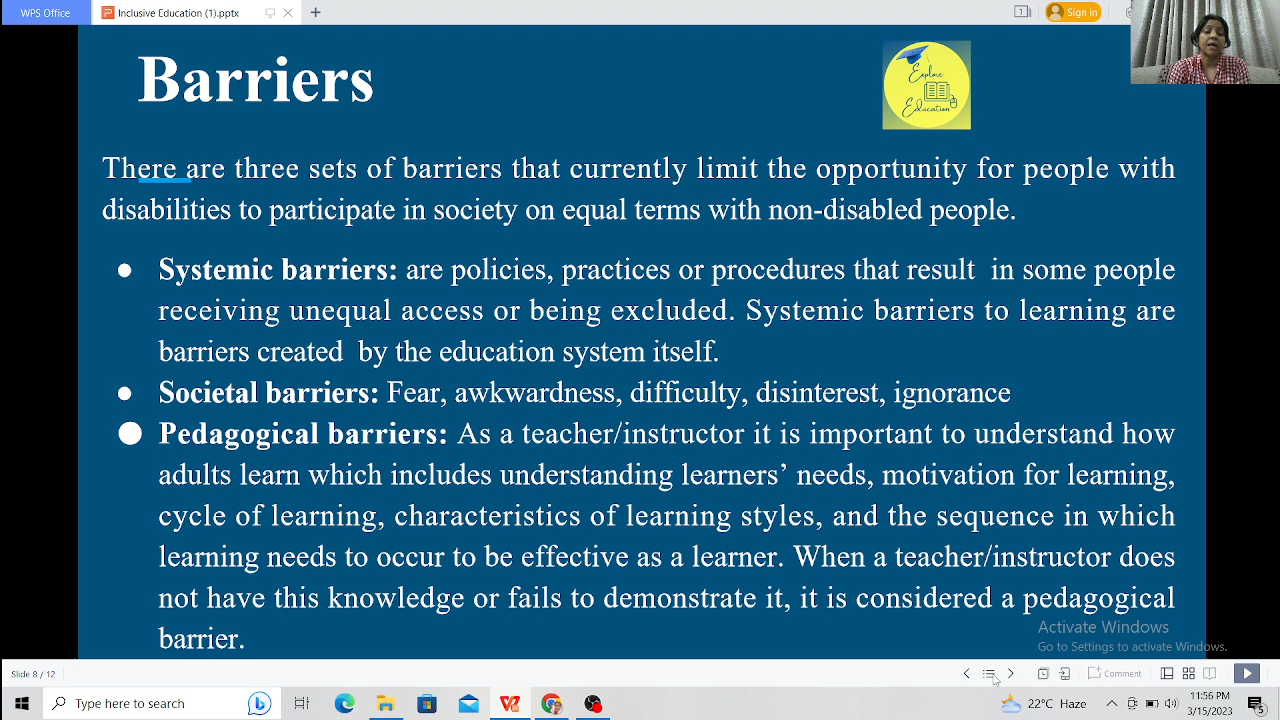 WPS Office
Inclusive Education (1).pptx
Sign in
Barriers
Explore
Education
There are three sets of barriers that currently limit the opportunity for people with
disabilities to participate in society on equal terms with non-disabled people.
● Systemic barriers: are policies, practices or procedures that result in some people
receiving unequal access or being excluded. Systemic barriers to learning are
barriers created by the education system itself.
● Societal barriers: Fear, awkwardness, difficulty, disinterest, ignorance
● Pedagogical barriers: As a teacher/instructor it is important to understand how
adults learn which includes understanding learners’ needs, motivation for learning,
cycle of learning, characteristics of learning styles, and the sequence in which
learning needs to occur to be effective as a learner. When a teacher/instructor does
not have this knowledge or fails to demonstrate it, it is considered a pedagogical
barrier.
Activate Windows
Go to Settings to activate Windows.
Slide 8 / 12
Comment
Type here to search
22°C Haze
11:56 PM
3/15/2023
5